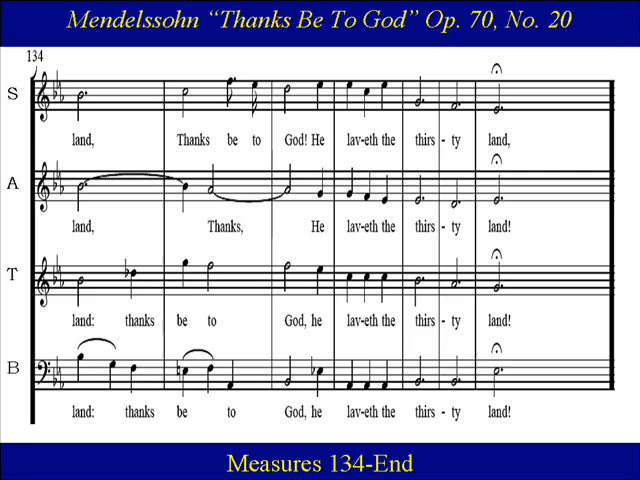 Mendelssohn “Thanks Be To God” Op. 70, No. 20
134
S
land, Thanks be to God! He lav-eth the thirs - ty land,
A
land, Thanks, He lav-eth the thirs - ty land!
T
land: thanks be to God, he lav-eth the thirs - ty land!
B
land: thanks be to God, he lav-eth the thirs - ty land!
Measures 134-End